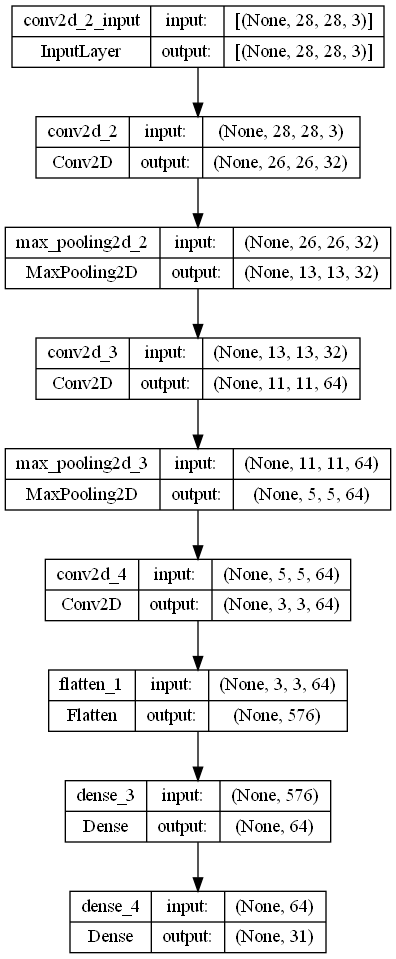 conv2d_2_input input: [(None, 28, 28, 3)]
InputLayer output: [(None, 28, 28, 3)]
conv2d_2 input: (None, 28, 28, 3)
Conv2D output: (None, 26, 26, 32)
max_pooling2d_2 input: (None, 26, 26, 32)
MaxPooling2D output: (None, 13, 13, 32)
conv2d_3 input: (None, 13, 13, 32)
Conv2D output: (None, 11, 11, 64)
max_pooling2d_3 input: (None, 11, 11, 64)
MaxPooling2D output: (None, 5, 5, 64)
conv2d_4 input: (None, 5, 5, 64)
Conv2D output: (None, 3, 3, 64)
flatten_1 input: (None, 3, 3, 64)
Flatten output: (None, 576)
dense_3 input: (None, 576)
Dense output: (None, 64)
dense_4 input: (None, 64)
Dense output: (None, 31)